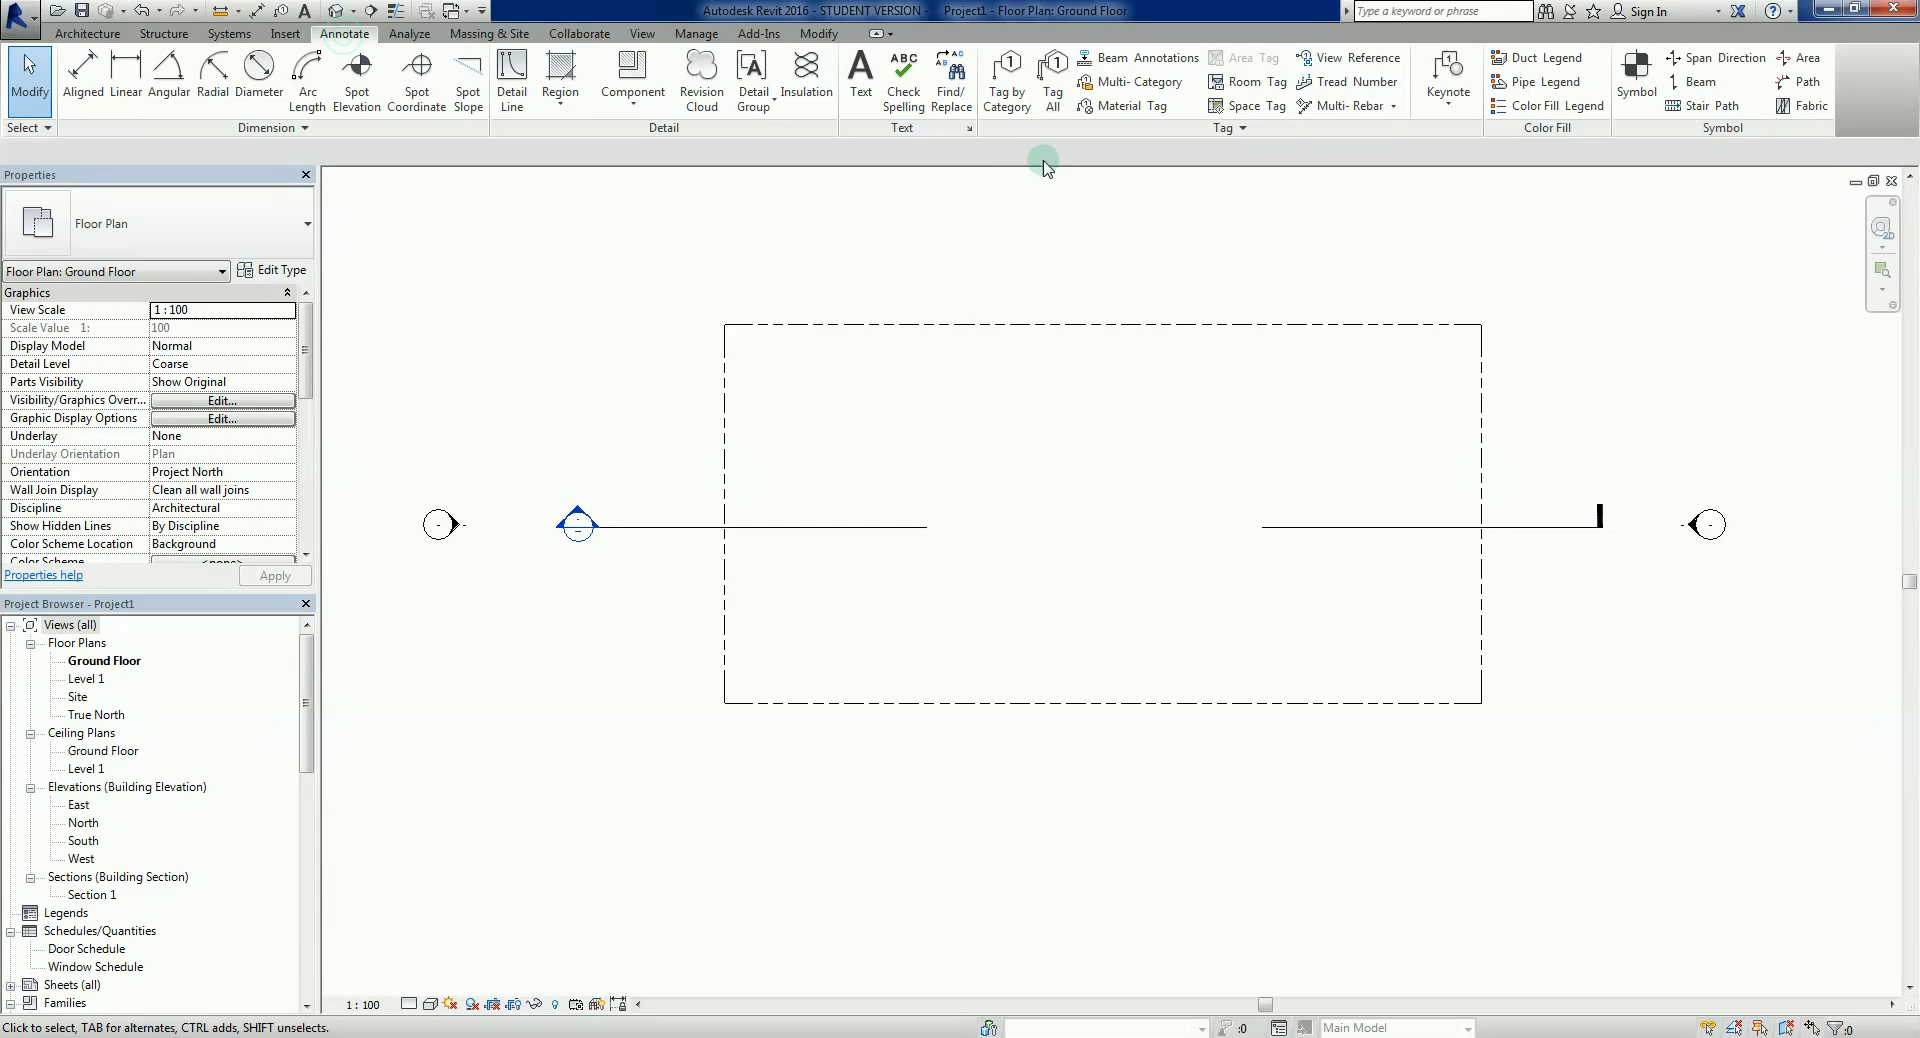 Autodesk Revit 2016 - STUDENT VERSION -    Project1 - Floor Plan: Ground Floor
Type a keyword or phrase
Sign In
Architecture Structure Systems Insert Annotate Analyze Massing & Site Collaborate View Manage Add-Ins Modify
Modify
Aligned Linear Angular Radial Diameter Arc Length Spot Elevation Spot Coordinate Spot Slope
Detail Line Region Component Revision Cloud Detail Group Insulation
Text Check Spelling Find/ Replace
Tag by Category Tag All
Beam Annotations Area Tag View Reference
Multi- Category Room Tag Tread Number
Material Tag Space Tag Multi- Rebar
Keynote
Duct Legend
Pipe Legend
Color Fill Legend
Symbol
Span Direction Area
Beam Path
Stair Path Fabric
Select Dimension Detail Text Tag Color Fill Symbol
Properties
Floor Plan
Floor Plan: Ground Floor Edit Type
Graphics
View Scale 1 : 100
Scale Value 1: 100
Display Model Normal
Detail Level Coarse
Parts Visibility Show Original
Visibility/Graphics Overr... Edit...
Graphic Display Options Edit...
Underlay None
Underlay Orientation Plan
Orientation Project North
Wall Join Display Clean all wall joins
Discipline Architectural
Show Hidden Lines By Discipline
Color Scheme Location Background
Color Scheme <none>
Properties help Apply
Project Browser - Project1
Views (all)
Floor Plans
Ground Floor
Level 1
Site
True North
Ceiling Plans
Ground Floor
Level 1
Elevations (Building Elevation)
East
North
South
West
Sections (Building Section)
Section 1
Legends
Schedules/Quantities
Door Schedule
Window Schedule
Sheets (all)
Families
1 : 100
Click to select, TAB for alternates, CTRL adds, SHIFT unselects.
:0
Main Model
:0